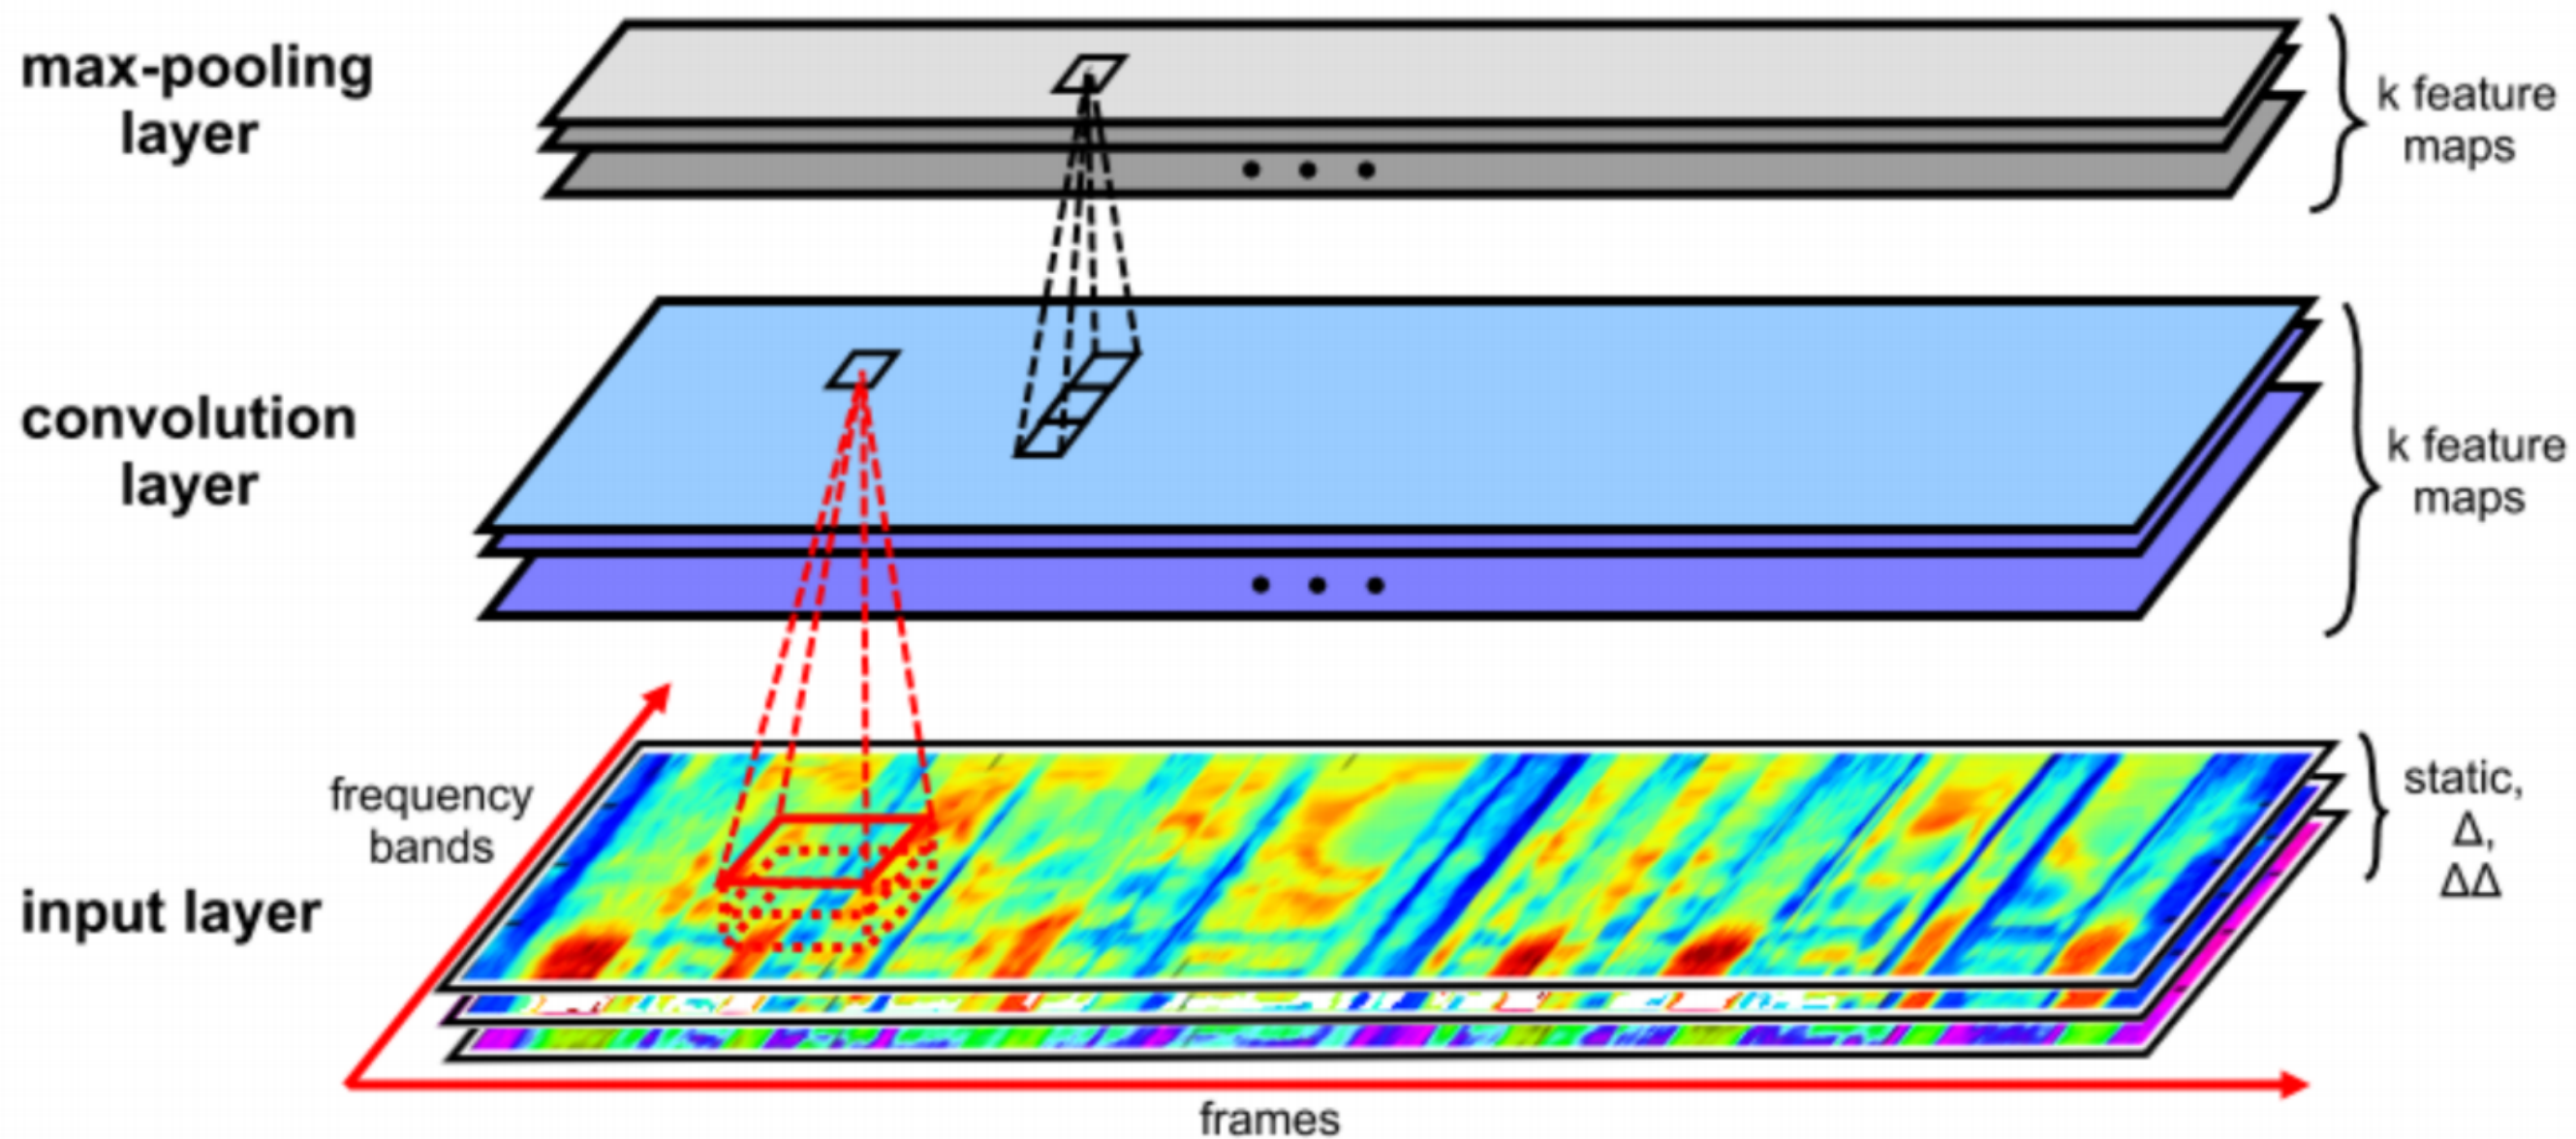 max-pooling
layer
k feature
maps
convolution
layer
k feature
maps
frequency
bands
input layer
static,
Δ,
ΔΔ
frames